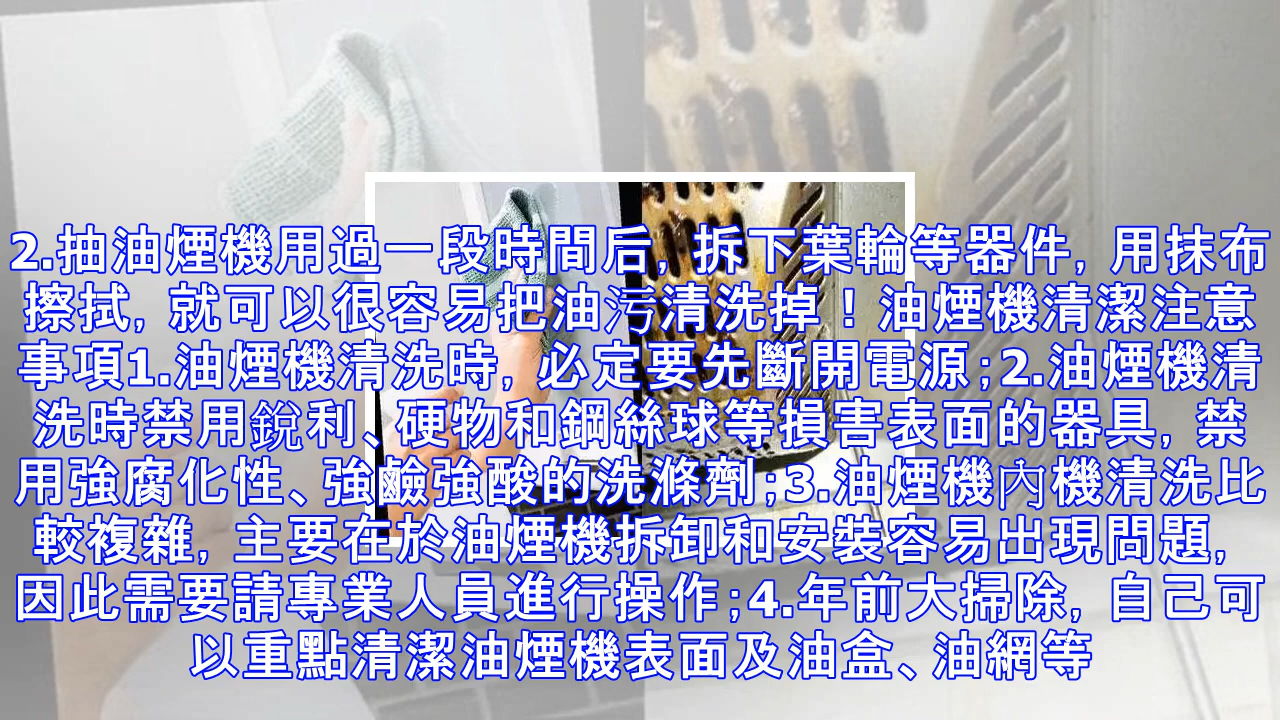 2.抽油煙機用過一段時間后, 拆下葉輪等器件, 用抹布
擦拭, 就可以很容易把油污清洗掉！油煙機清潔注意
事項1.油煙機清洗時, 必定要先斷開電源;2.油煙機清
洗時禁用銳利、硬物和鋼絲球等損害表面的器具, 禁
用強腐化性、強鹼強酸的洗滌劑;3.油煙機內機清洗比
較複雜, 主要在於油煙機拆卸和安裝容易出現問題,
因此需要請專業人員進行操作;4.年前大掃除, 自己可
以重點清潔油煙機表面及油盒、油網等